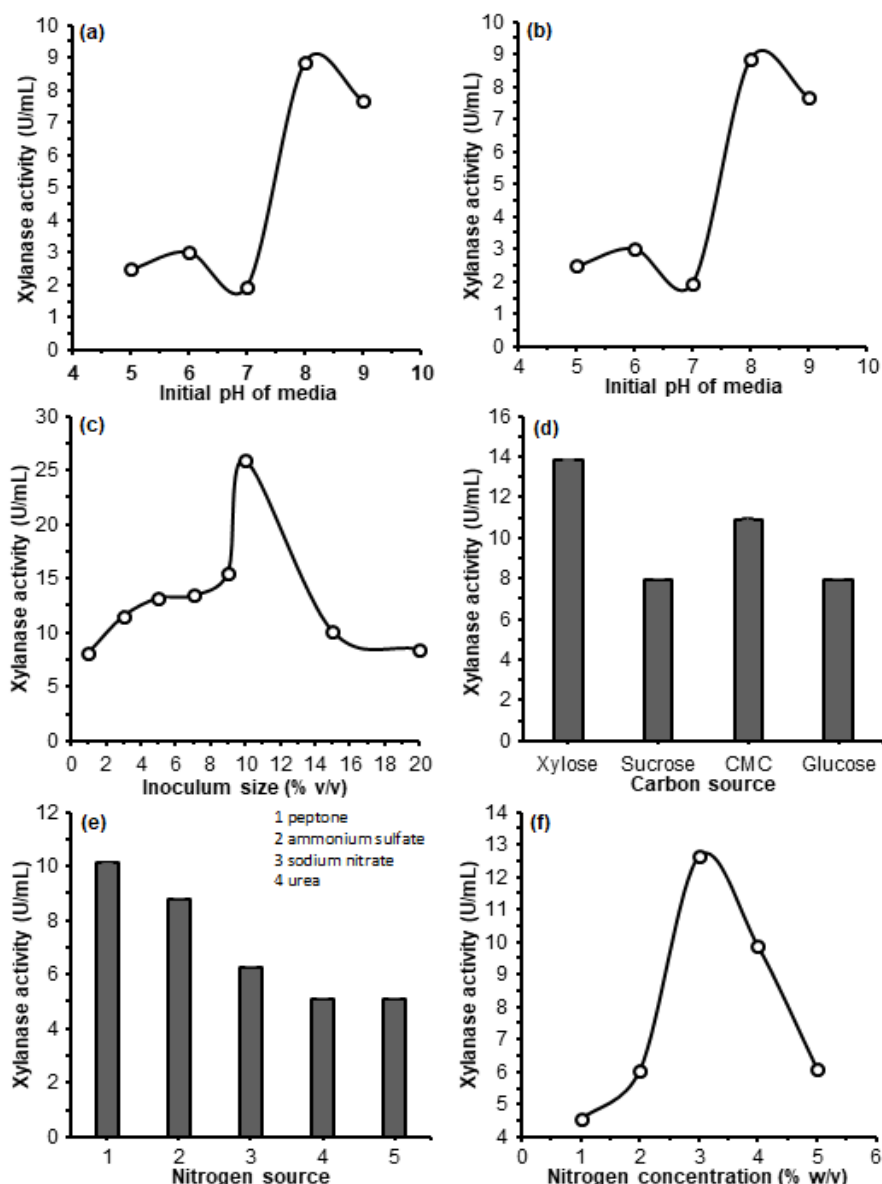 (a)
Xylanase activity (U/mL)
10
9
8
7
6
5
4
3
2
1
0
4 5 6 7 8 9 10
Initial pH of media
(b)
Xylanase activity (U/mL)
10
9
8
7
6
5
4
3
2
1
0
4 5 6 7 8 9 10
Initial pH of media
(c)
Xylanase activity (U/mL)
30
25
20
15
10
5
0
0 2 4 6 8 10 12 14 16 18 20
Inoculum size (% v/v)
(d)
Xylanase activity (U/mL)
16
14
12
10
8
6
4
2
0
Xylose Sucrose CMC Glucose
Carbon source
(e)
1 peptone
2 ammonium sulfate
3 sodium nitrate
4 urea
Xylanase activity (U/mL)
12
10
8
6
4
2
0
1 2 3 4 5
Nitrogen source
(f)
Xylanase activity (U/mL)
14
13
12
11
10
9
8
7
6
5
4
0 1 2 3 4 5 6
Nitrogen concentration (% w/v)